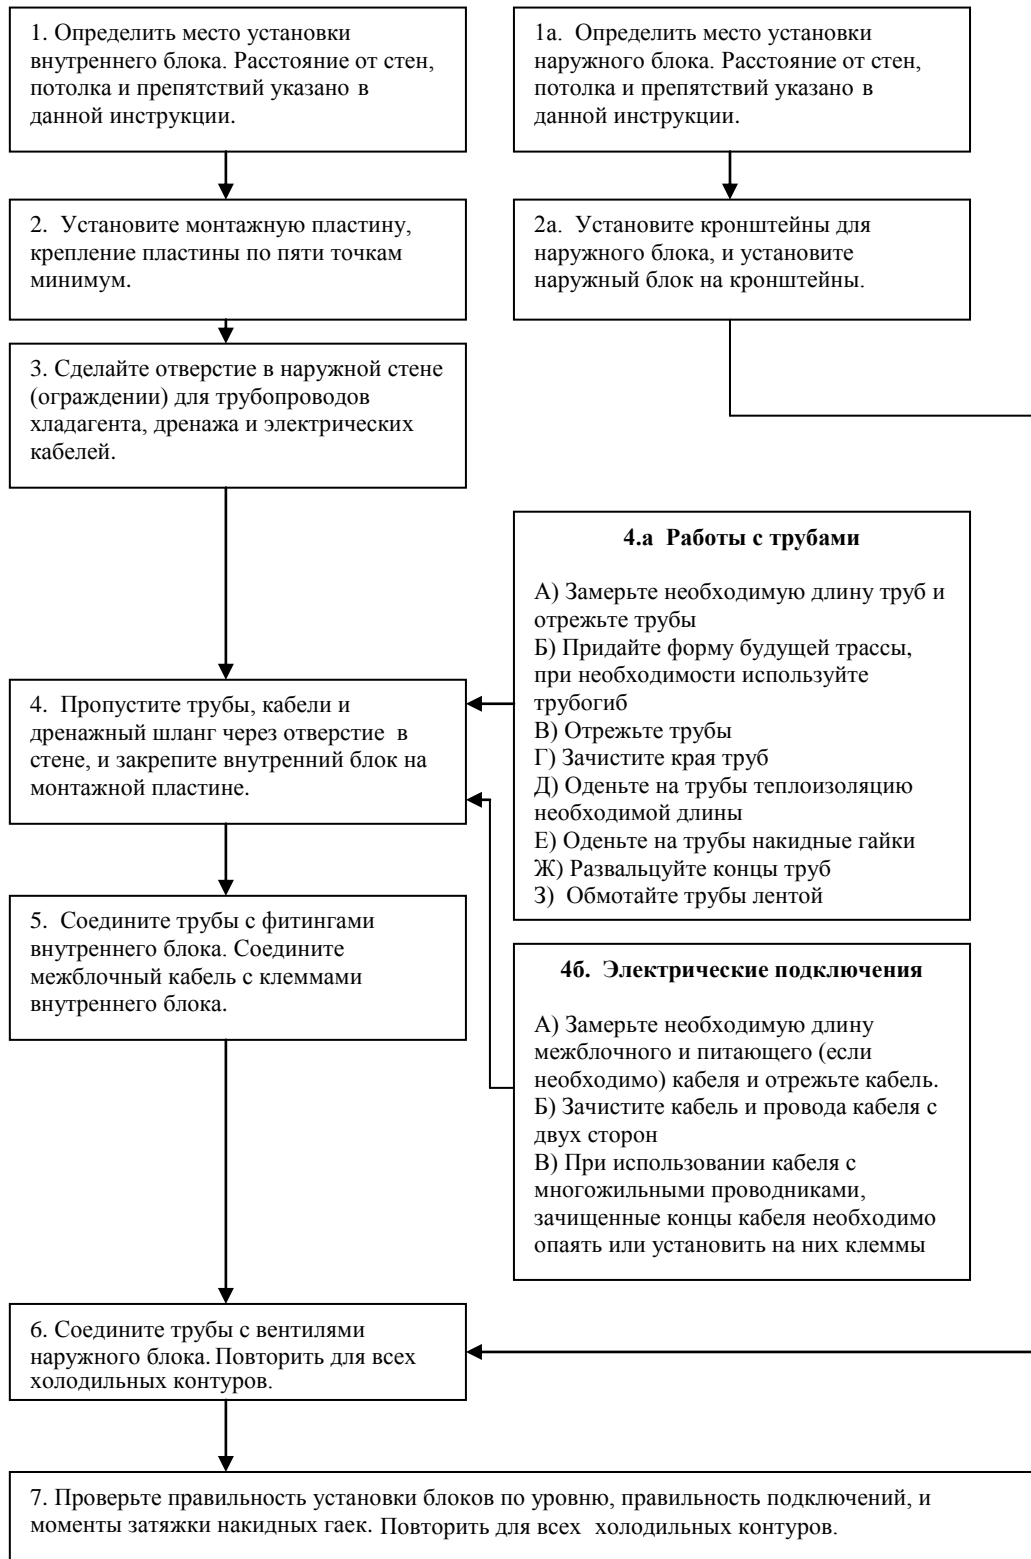 1. Определить место установки
внутреннего блока. Расстояние от стен,
потолка и препятствий указано в
данной инструкции.
1а. Определить место установки
наружного блока. Расстояние от стен,
потолка и препятствий указано в
данной инструкции.
2. Установите монтажную пластину,
крепление пластины по пяти точкам
минимум.
2а. Установите кронштейны для
наружного блока, и установите
наружный блок на кронштейны.
3. Сделайте отверстие в наружной стене
(ограждении) для трубопроводов
хладагента, дренажа и электрических
кабелей.
4.а Работы с трубами
А) Замерьте необходимую длину труб и
отрежьте трубы
Б) Придайте форму будущей трассы,
при необходимости используйте
трубогиб
В) Отрежьте трубы
Г) Зачистите края труб
Д) Оденьте на трубы теплоизоляцию
необходимой длины
Е) Оденьте на трубы накидные гайки
Ж) Развальцуйте концы труб
З) Обмотайте трубы лентой
4. Пропустите трубы, кабели и
дренажный шланг через отверстие в
стене, и закрепите внутренний блок на
монтажной пластине.
5. Соедините трубы с фитингами
внутреннего блока. Соедините
межблочный кабель с клеммами
внутреннего блока.
4б. Электрические подключения
А) Замерьте необходимую длину
межблочного и питающего (если
необходимо) кабеля и отрежьте кабель.
Б) Зачистите кабель и провода кабеля с
двух сторон
В) При использовании кабеля с
многожильными проводниками,
зачищенные концы кабеля необходимо
опаять или установить на них клеммы
6. Соедините трубы с вентилями
наружного блока. Повторить для всех
холодильных контуров.
7. Проверьте правильность установки блоков по уровню, правильность подключений, и
моменты затяжки накидных гаек. Повторить для всех холодильных контуров.